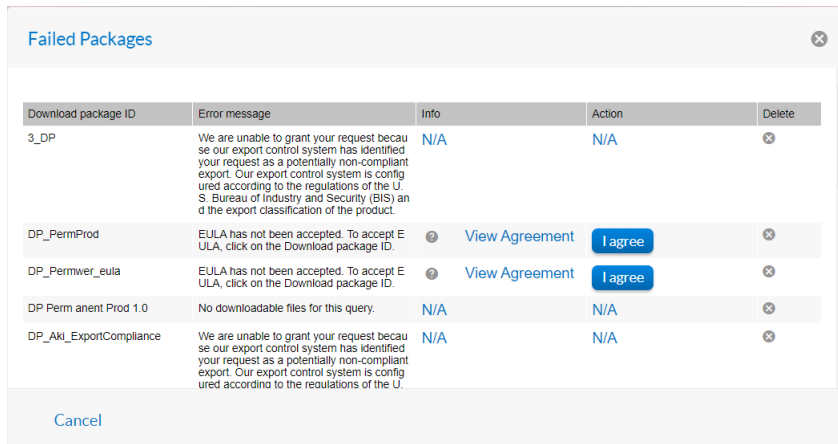 Failed Packages
Download package ID Error message Info Action Delete
3_DP We are unable to grant your request becau N/A N/A
se our export control system has identified
your request as a potentially non-compliant
export. Our export control system is config
ured according to the regulations of the U.
S. Bureau of Industry and Security (BIS) an
d the export classification of the product.
DP_PermProd EULA has not been accepted. To accept E ? View Agreement I agree
ULA, click on the Download package ID.
DP_Permwer_eula EULA has not been accepted. To accept E ? View Agreement I agree
ULA, click on the Download package ID.
DP Perm anent Prod 1.0 No downloadable files for this query. N/A N/A
DP_Aki_ExportCompliance We are unable to grant your request becau N/A N/A
se our export control system has identified
your request as a potentially non-compliant
export. Our export control system is config
ured according to the regulations of the U.
Cancel